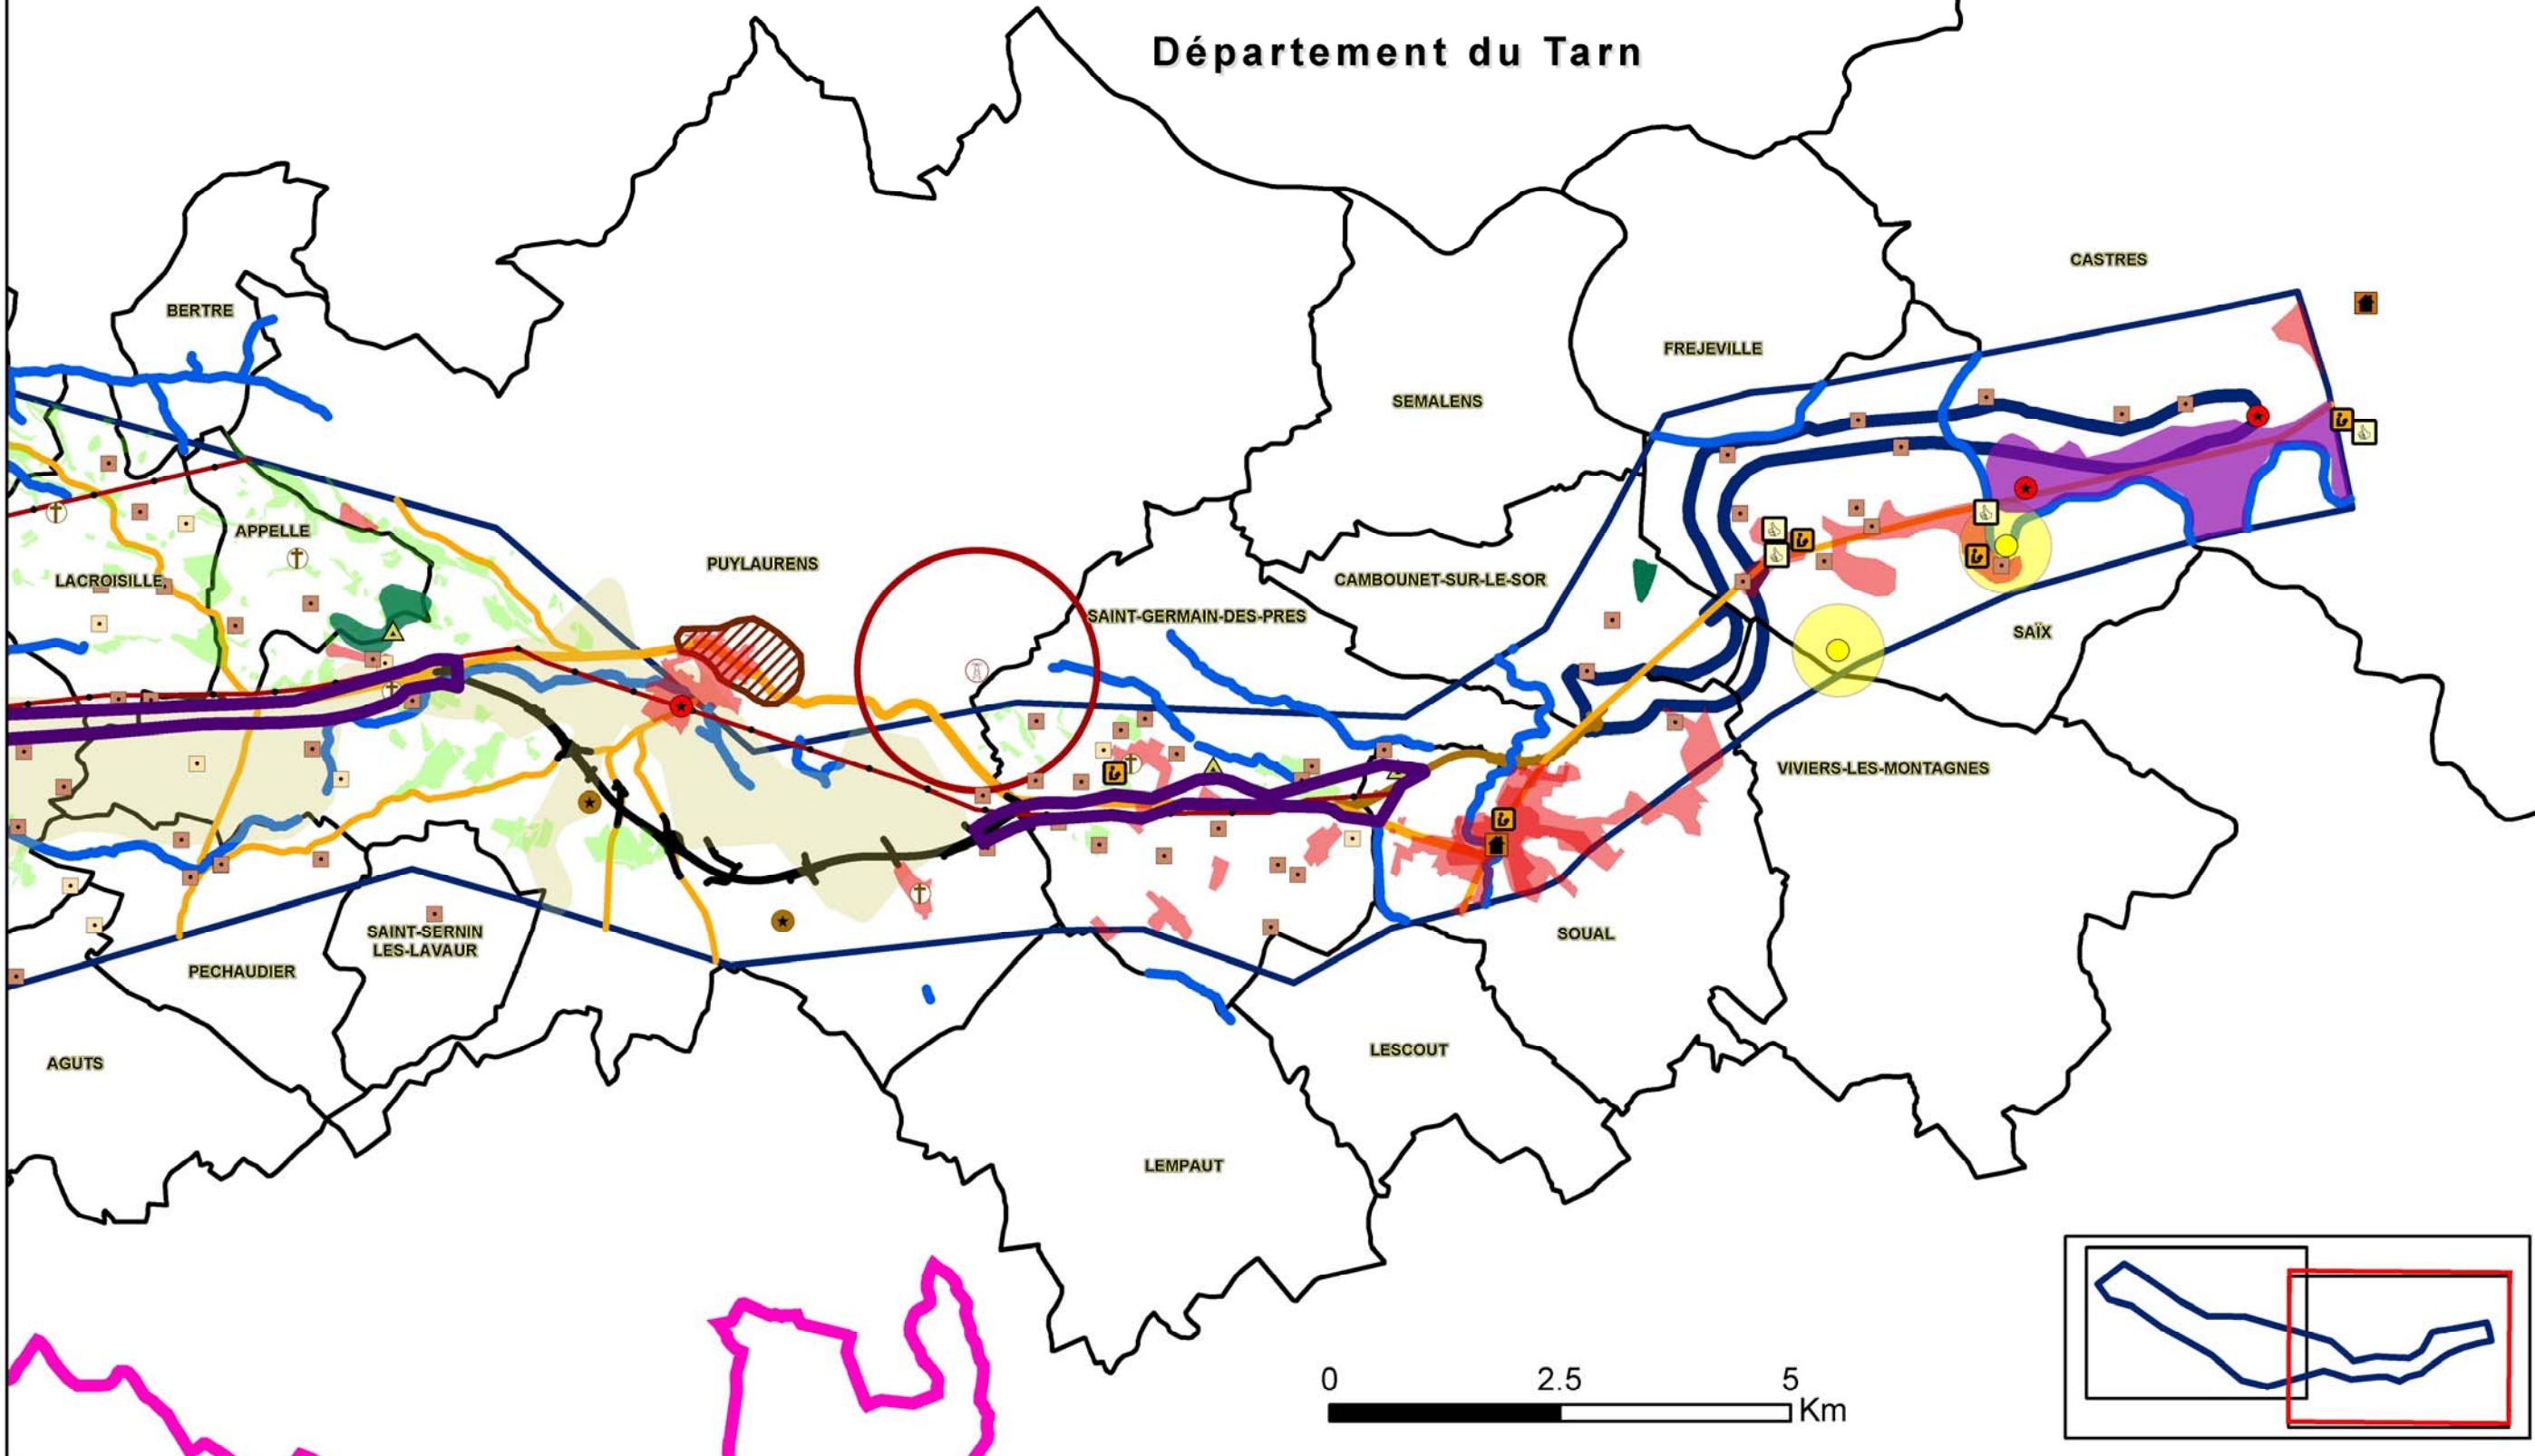 Département du Tarn
CASTRES
BERTRE
FREJEVILLE
SEMALENS
APPELLE
PUYLAURENS
LACROISILLE
CAMBOUNET-SUR-LE-SOR
SAINT-GERMAIN-DES-PRES
SAÏX
VIVIERS-LES-MONTAGNES
SAINT-SERNIN
LES-LAVAUR
SOUAL
PECHAUDIER
LESCOUT
AGUTS
LEMPAUT
0 2.5 5
Km